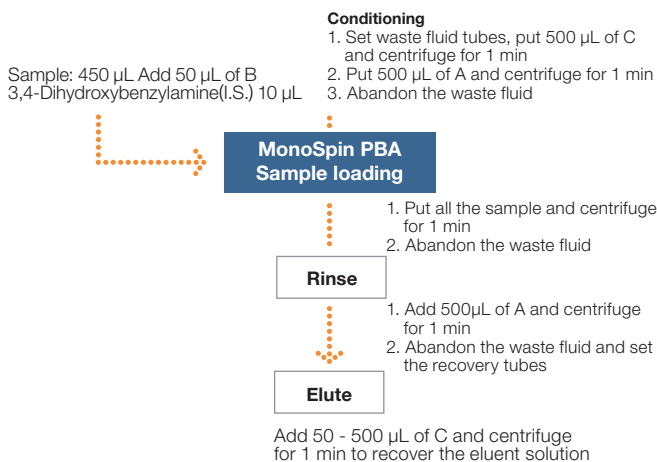 Conditioning
1. Set waste fluid tubes, put 500 µL of C
and centrifuge for 1 min
2. Put 500 µL of A and centrifuge for 1 min
3. Abandon the waste fluid
Sample: 450 µL Add 50 µL of B
3,4-Dihydroxybenzylamine(I.S.) 10 µL
MonoSpin PBA
Sample loading
1. Put all the sample and centrifuge
for 1 min
2. Abandon the waste fluid
Rinse
1. Add 500µL of A and centrifuge
for 1 min
2. Abandon the waste fluid and set
the recovery tubes
Elute
Add 50 - 500 µL of C and centrifuge
for 1 min to recover the eluent solution